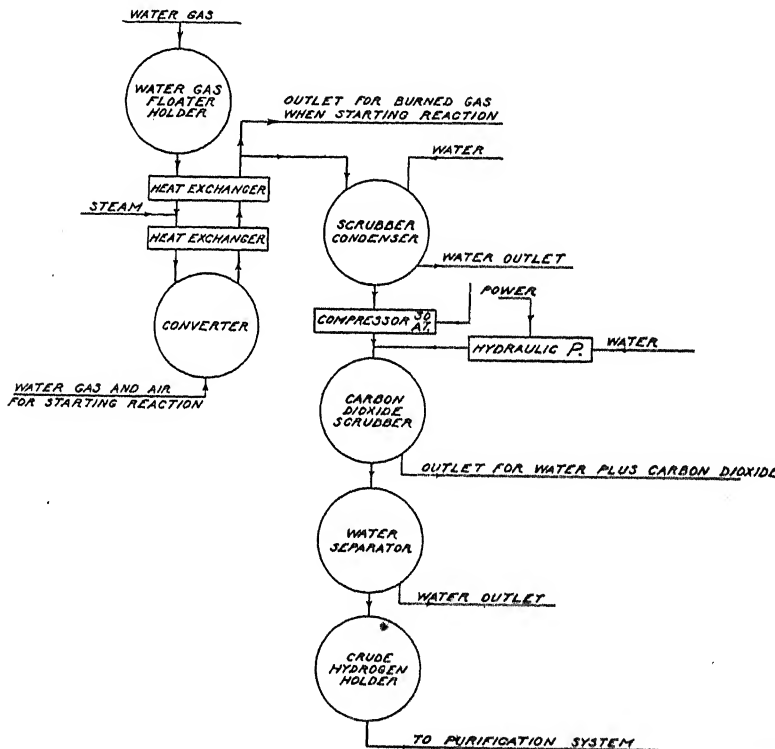 WATER GAS
WATER GAS
FLOATER
HOLDER
OUTLET FOR BURNED GAS
WHEN STARTING REACTION
HEAT EXCHANGER
WATER
STEAM
HEAT EXCHANGER
SCRUBBER
CONDENSER
WATER OUTLET
CONVERTER
COMPRESSOR 30 AT.
POWER
HYDRAULIC P.
WATER
WATER GAS AND AIR
FOR STARTING REACTION
CARBON
DIOXIDE
SCRUBBER
OUTLET FOR WATER PLUS CARBON DIOXIDE
WATER
SEPARATOR
WATER OUTLET
CRUDE
HYDROGEN
HOLDER
TO PURIFICATION SYSTEM